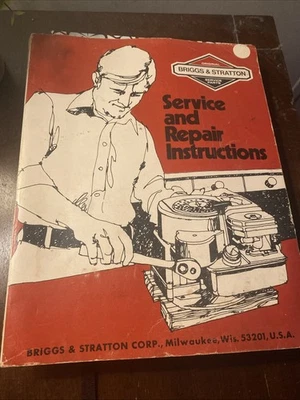 BRIGGS & STRATTON
Service
and
Repair
Instructions
BRIGGS & STRATTON CORP., Milwaukee, Wis. 53201, U.S.A.